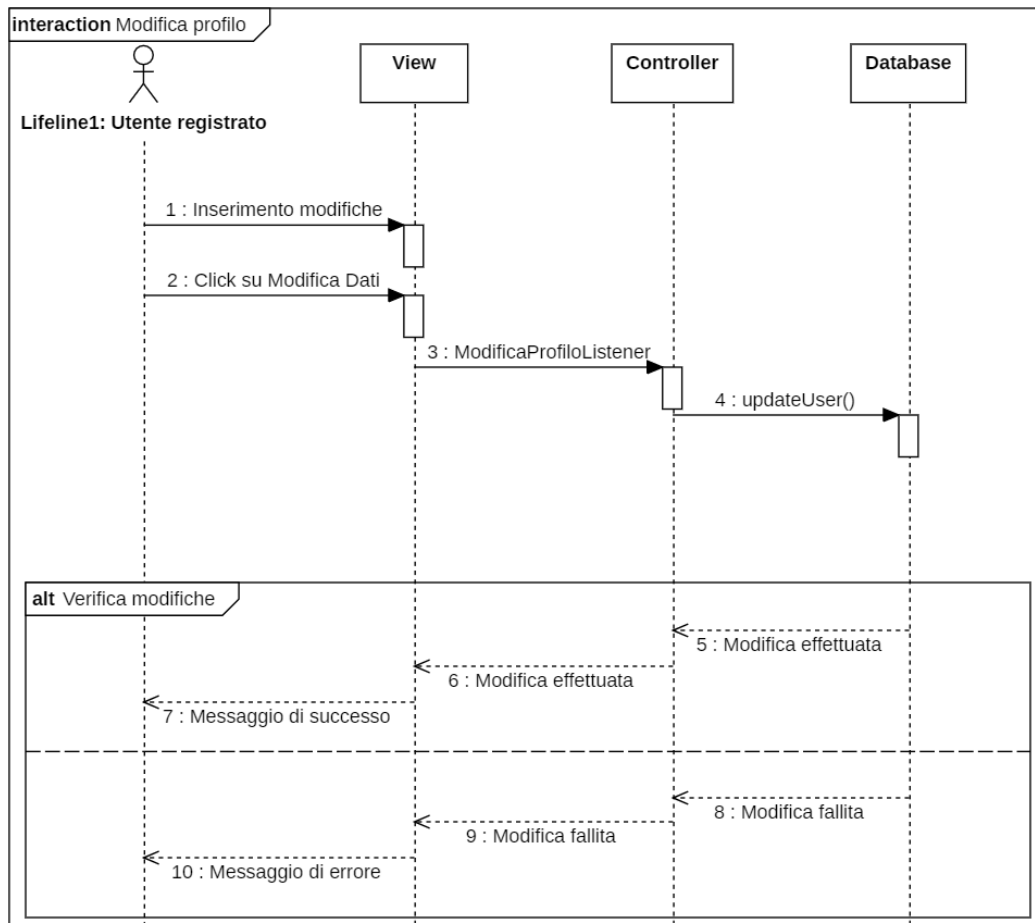 interaction Modifica profilo
View
Controller
Database
Lifeline1: Utente registrato
1 : Inserimento modifiche
2 : Click su Modifica Dati
3 : ModificaProfiloListener
4 : updateUser()
alt Verifica modifiche
5 : Modifica effettuata
6 : Modifica effettuata
7 : Messaggio di successo
8 : Modifica fallita
9 : Modifica fallita
10 : Messaggio di errore